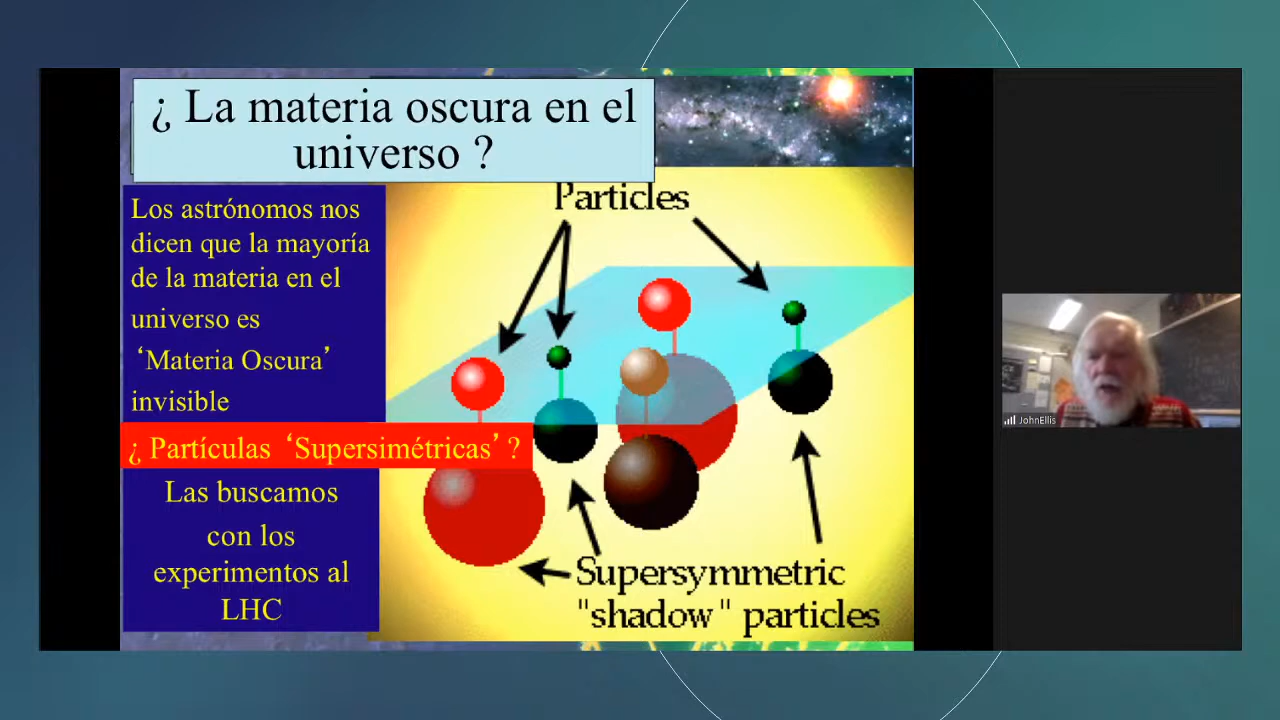 ¿ La materia oscura en el
universo ?
Los astrónomos nos
dicen que la mayoría
de la materia en el
universo es
‘Materia Oscura’
invisible
¿ Partículas ‘Supersimétricas’ ?
Las buscamos
con los
experimentos al
LHC
Particles
Supersymmetric
"shadow" particles
JohnEllis